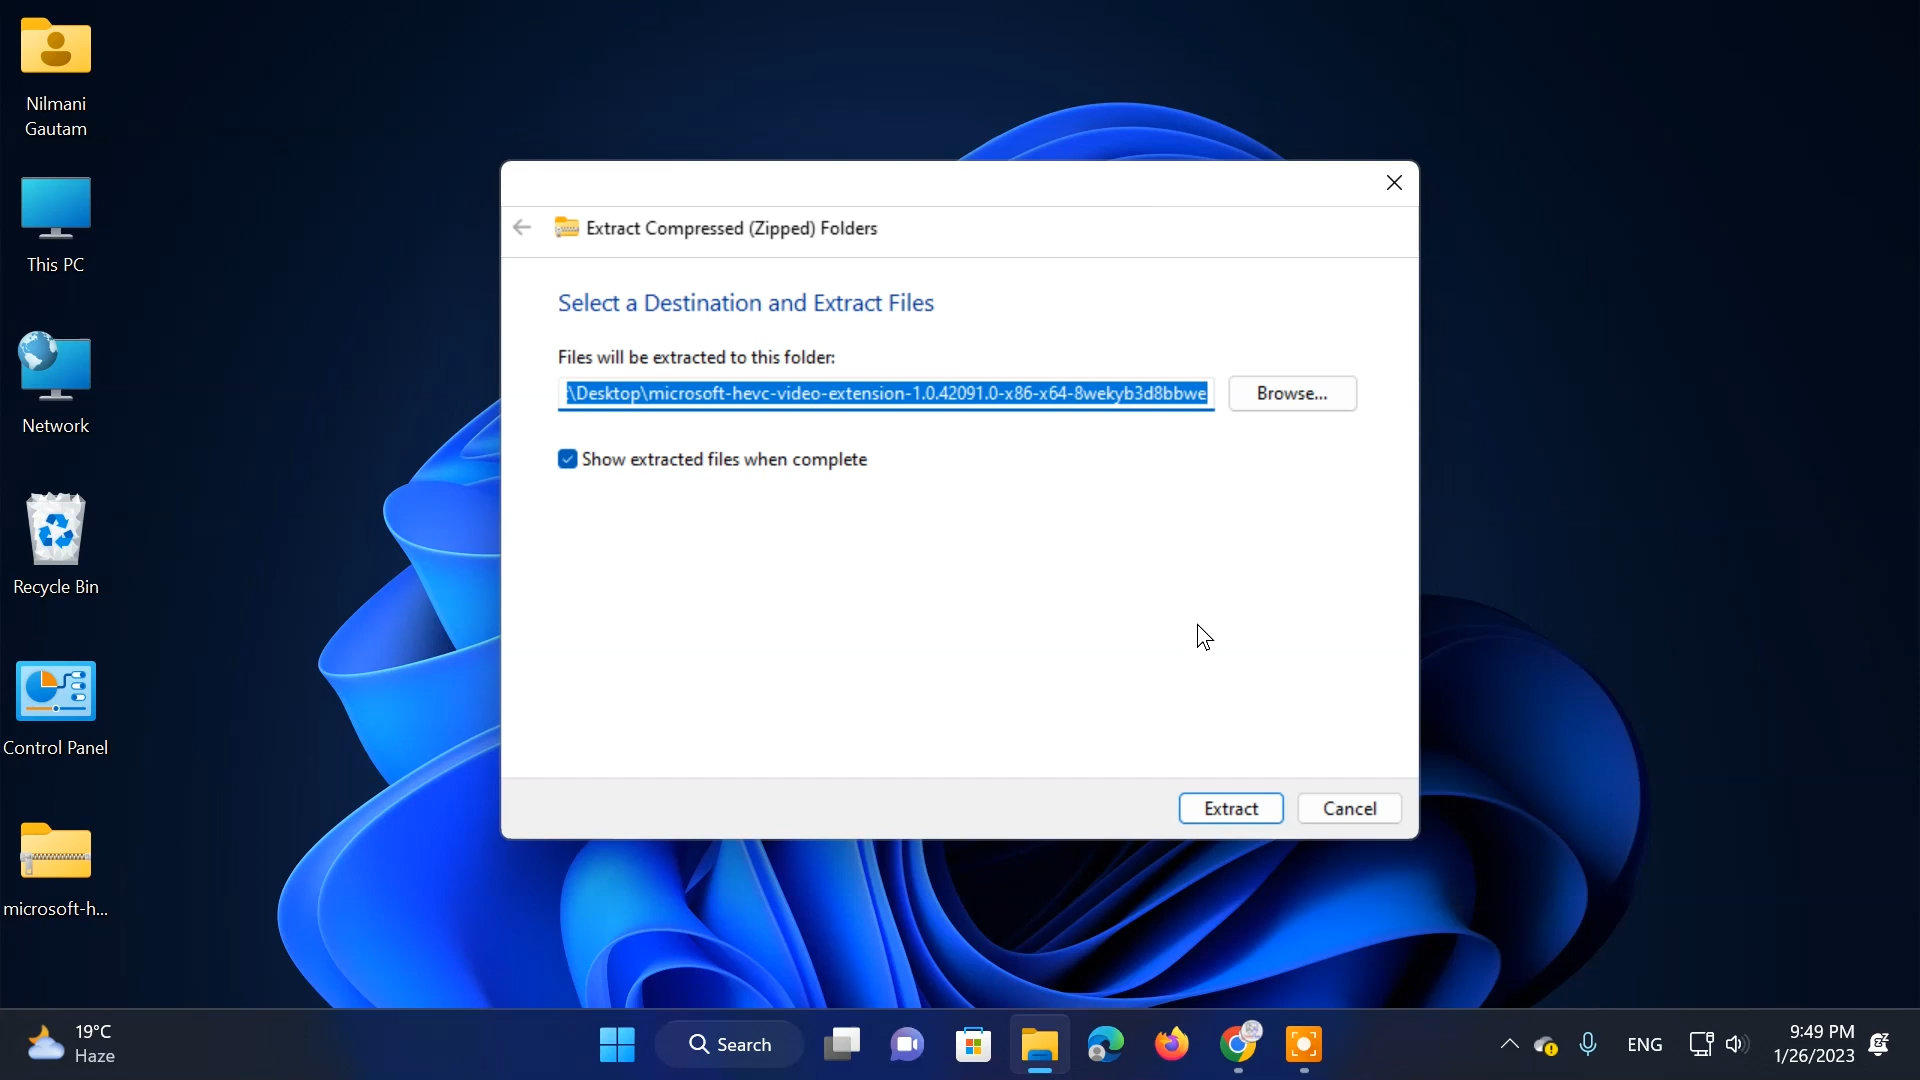 Nilmani
Gautam
This PC
Network
Recycle Bin
Control Panel
microsoft-h...
Extract Compressed (Zipped) Folders
Select a Destination and Extract Files
Files will be extracted to this folder:
:\Desktop\microsoft-hevc-video-extension-1.0.42091.0-x86-x64-8wekyb3d8bbwe
Browse...
Show extracted files when complete
Extract
Cancel
19°C
Haze
Search
ENG
9:49 PM
1/26/2023